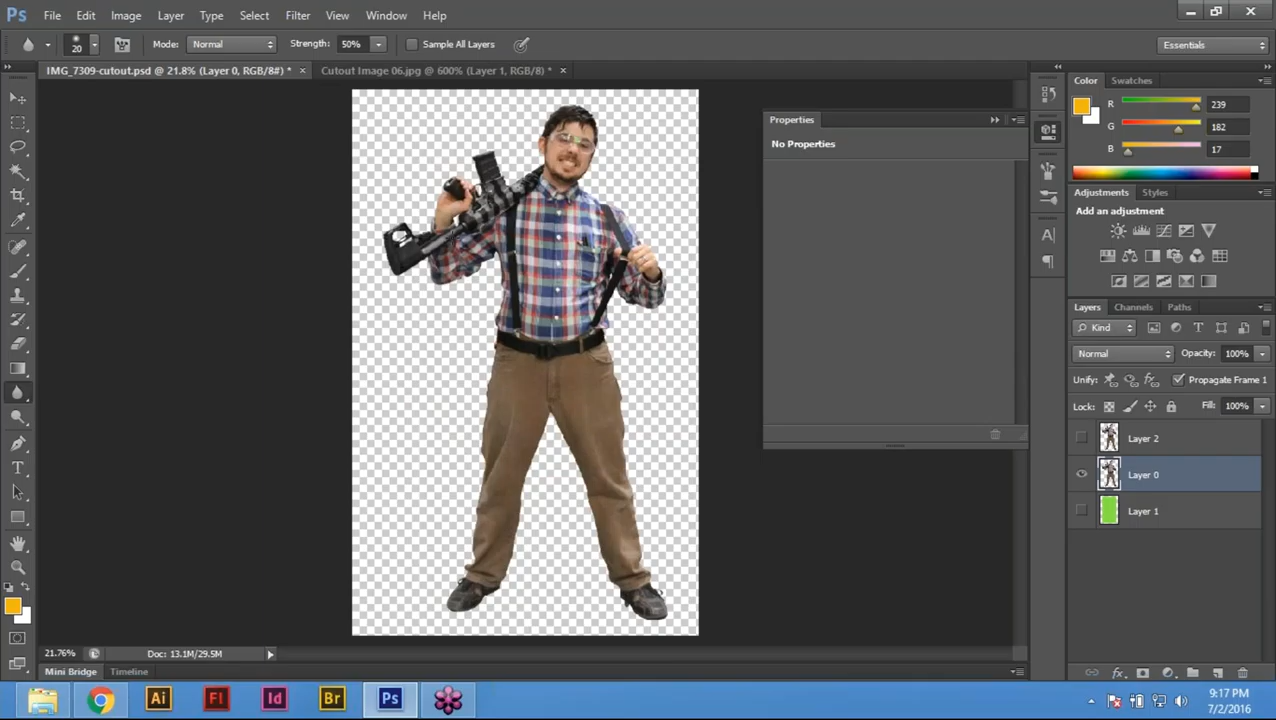 Ps File Edit Image Layer Type Select Filter View Window Help
20 Mode: Normal Strength: 50% Sample All Layers Essentials
IMG_7309-cutout.psd @ 21.8% (Layer 0, RGB/8#) * × Cutout Image 06.jpg @ 600% (Layer 1, RGB/8) * ×
Color Swatches
R 239
G 182
B 17
Properties
No Properties
Adjustments Styles
Add an adjustment
Layers Channels Paths
Kind
Normal Opacity: 100%
Unify: Propagate Frame 1
Lock: Fill: 100%
Layer 2
Layer 0
Layer 1
21.76% Doc: 13.1M/29.5M
Mini Bridge Timeline
Ai Fl Id Br Ps
9:17 PM
7/2/2016